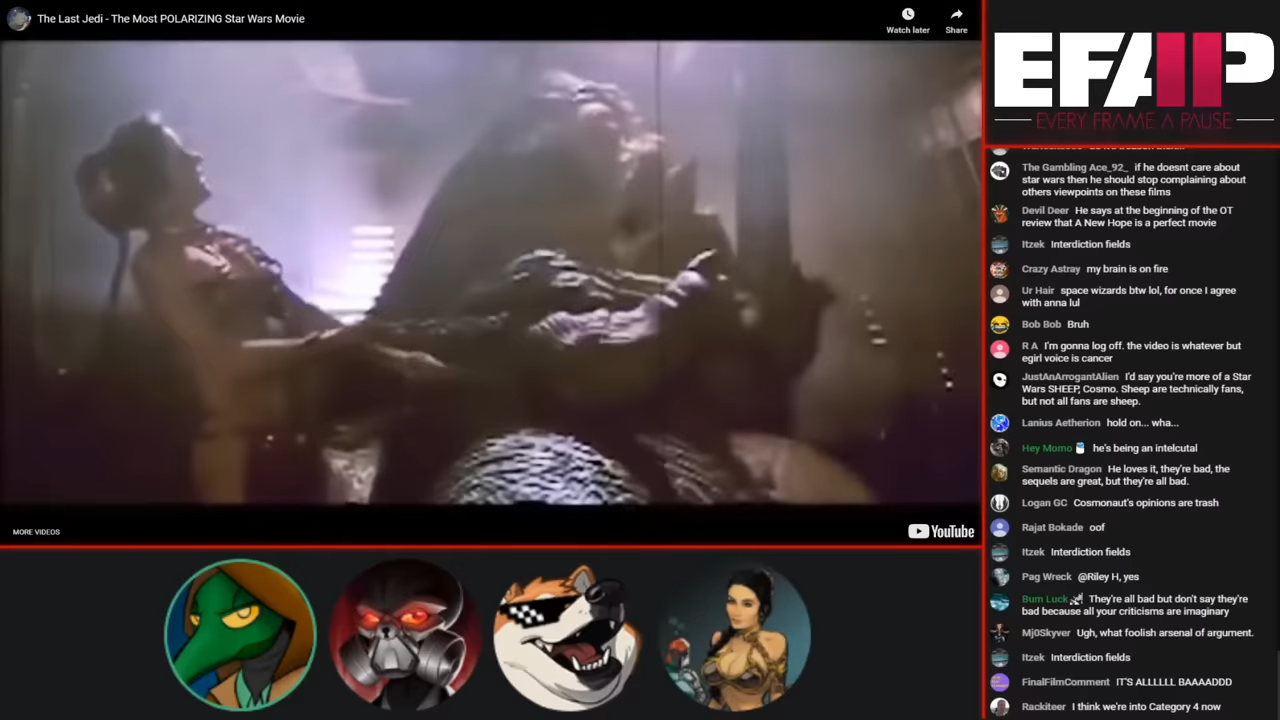 The Last Jedi - The Most POLARIZING Star Wars Movie
Watch later
Share
MORE VIDEOS
YouTube
EFAP
EVERY FRAME A PAUSE
The Gambling Ace_92_ if he doesnt care about
star wars then he should stop complaining about
others viewpoints on these films
Devil Deer He says at the beginning of the OT
review that A New Hope is a perfect movie
Itzek Interdiction fields
Crazy Astray my brain is on fire
Ur Hair space wizards btw lol, for once I agree
with anna lul
Bob Bob Bruh
R A I'm gonna log off. the video is whatever but
egirl voice is cancer
JustAnArrogantAlien I'd say you're more of a Star
Wars SHEEP, Cosmo. Sheep are technically fans,
but not all fans are sheep.
Lanius Aetherion hold on... wha...
Hey Momo he's being an intelcutal
Semantic Dragon He loves it, they're bad, the
sequels are great, but they're all bad.
Logan GC Cosmonaut's opinions are trash
Rajat Bokade oof
Itzek Interdiction fields
Pag Wreck @Riley H, yes
Bum Luck They're all bad but don't say they're
bad because all your criticisms are imaginary
Mj0Skyver Ugh, what foolish arsenal of argument.
Itzek Interdiction fields
FinalFilmComment IT'S ALLLLLL BAAAADDD
Rackiteer I think we're into Category 4 now